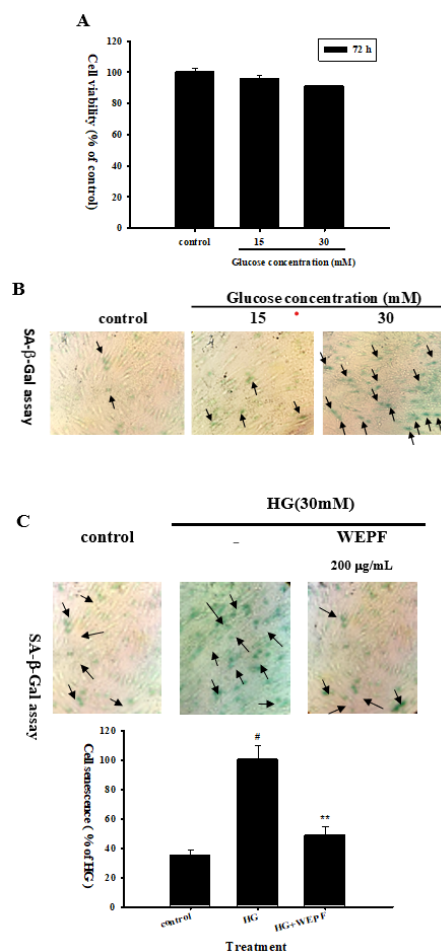 A
72 h
Cell viability (% of control)
120
100
80
60
40
20
0
control
15
30
Glucose concentration (mM)
B
Glucose concentration (mM)
control
15
30
SA-β-Gal assay
HG(30mM)
C
control
-
WEPF
200 µg/mL
SA-β-Gal assay
Cell senescence ( % of HG)
120
100
80
60
40
20
0
#
**
control
HG
HG+WEPF
Treatment